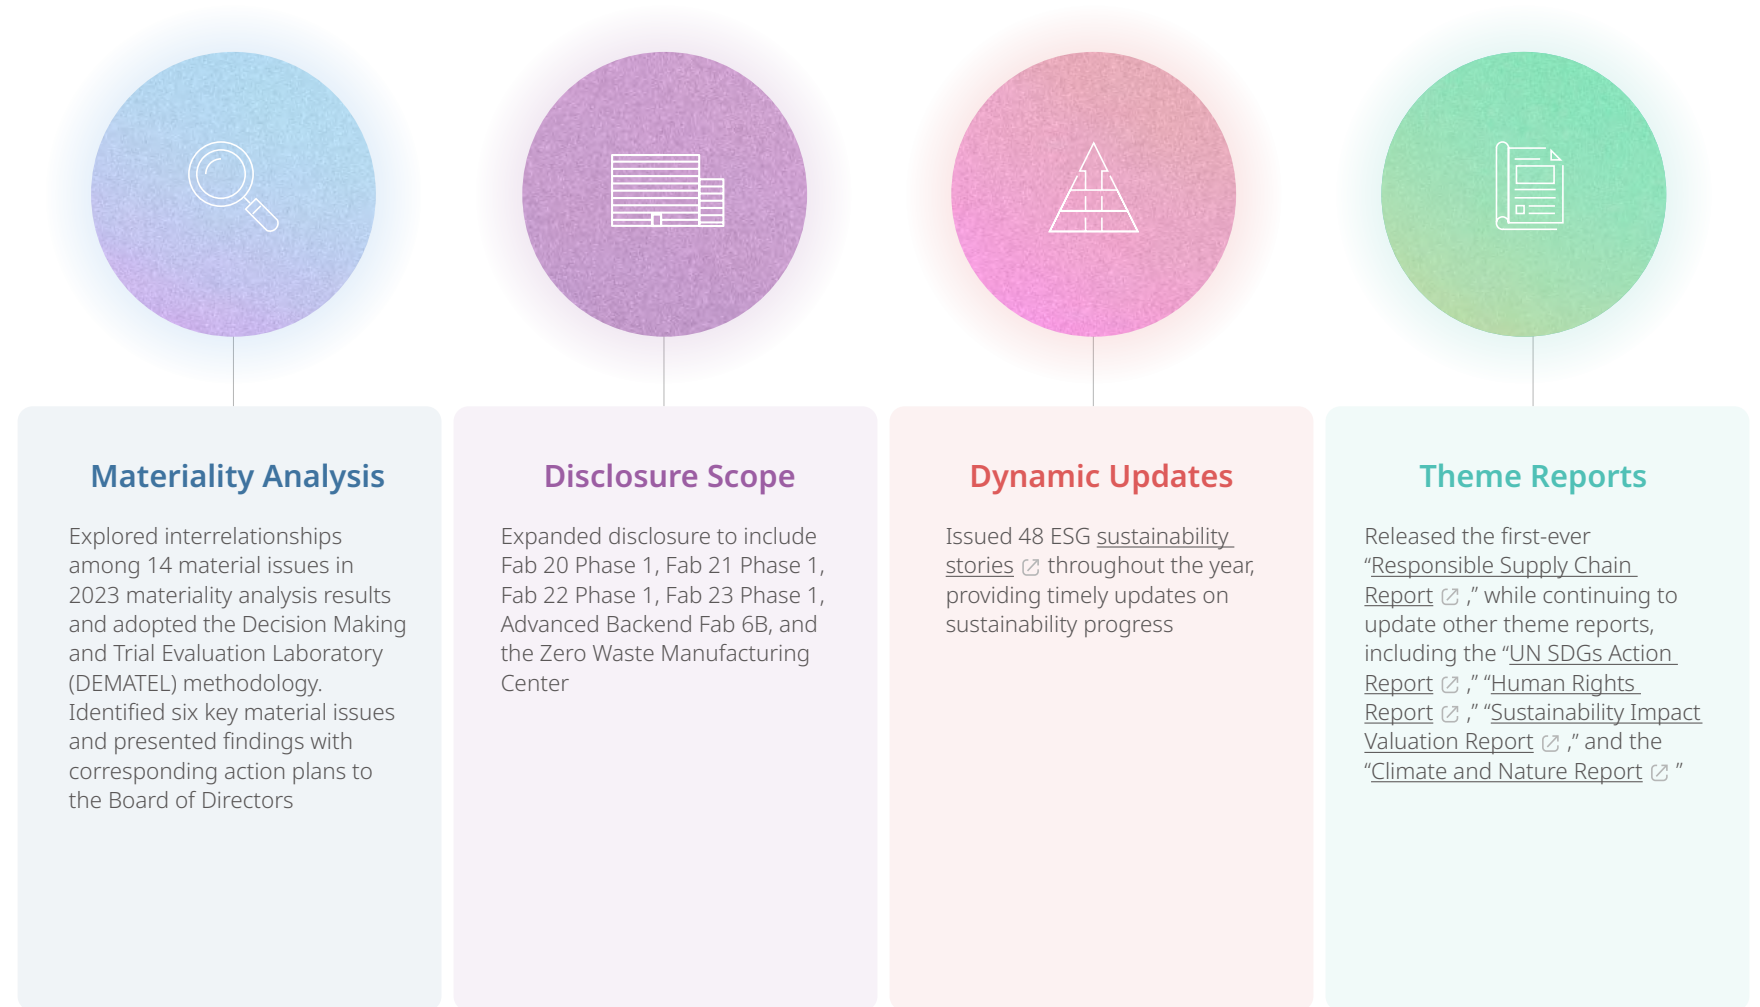 Materiality Analysis
Explored interrelationships
among 14 material issues in
2023 materiality analysis results
and adopted the Decision Making
and Trial Evaluation Laboratory
(DEMATEL) methodology.
Identified six key material issues
and presented findings with
corresponding action plans to
the Board of Directors
Disclosure Scope
Expanded disclosure to include
Fab 20 Phase 1, Fab 21 Phase 1,
Fab 22 Phase 1, Fab 23 Phase 1,
Advanced Backend Fab 6B, and
the Zero Waste Manufacturing
Center
Dynamic Updates
Issued 48 ESG sustainability
stories throughout the year,
providing timely updates on
sustainability progress
Theme Reports
Released the first-ever
“Responsible Supply Chain
Report ,” while continuing to
update other theme reports,
including the “UN SDGs Action
Report ,” “Human Rights
Report ,” “Sustainability Impact
Valuation Report ,” and the
“Climate and Nature Report ”